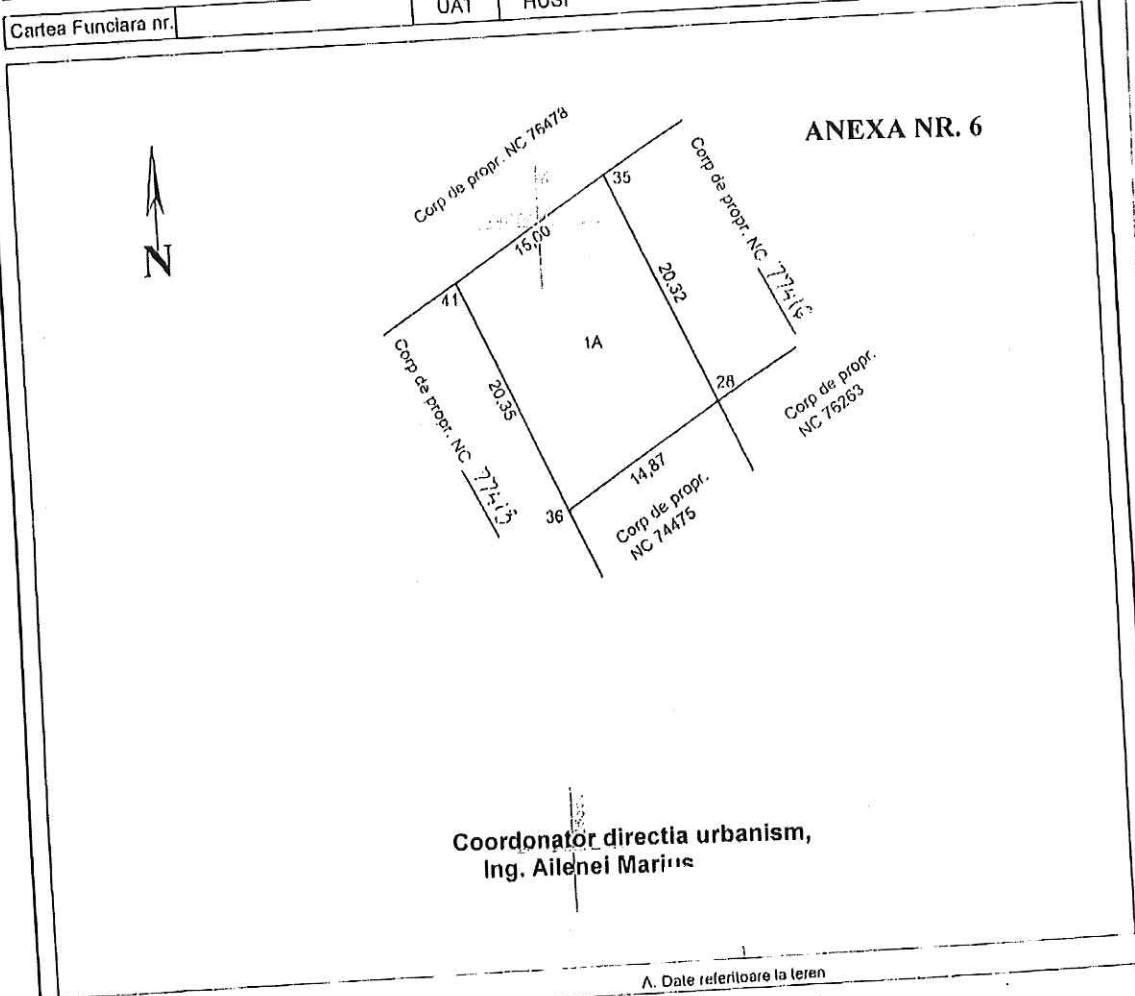 Cartea Funciara nr.
UAT HUSI
ANEXA NR. 6
Corp de propr. NC 76478
N
35
Corp de propr. NC 77416
15,00
41
20.32
1A
Corp de propr. NC 77415
20.35
28
Corp de propr.
NC 76263
14,87
36
Corp de propr.
NC 74475
Coordonator directia urbanism,
Ing. Ailenei Marius
A. Date referitoare la teren